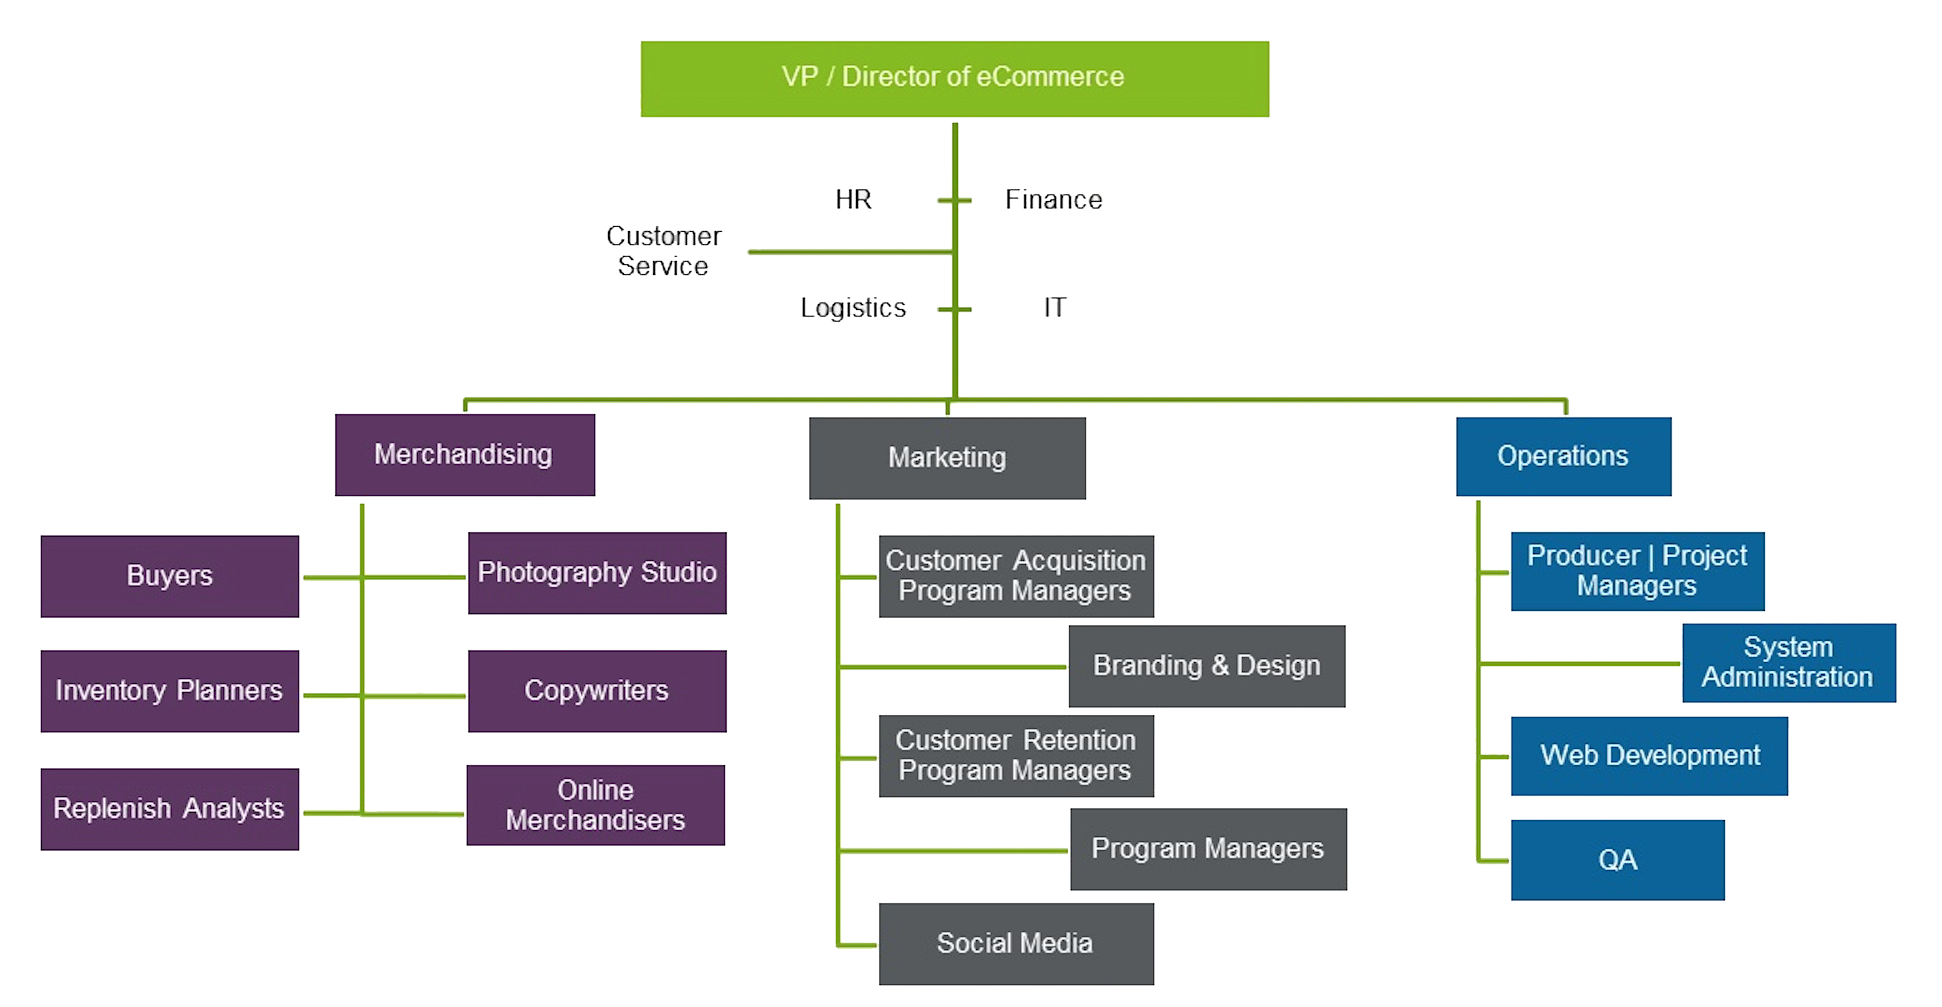 VP / Director of eCommerce
HR
Finance
Customer
Service
Logistics
IT
Merchandising
Marketing
Operations
Buyers
Photography Studio
Inventory Planners
Copywriters
Replenish Analysts
Online
Merchandisers
Customer Acquisition
Program Managers
Branding & Design
Customer Retention
Program Managers
Program Managers
Social Media
Producer | Project
Managers
System
Administration
Web Development
QA